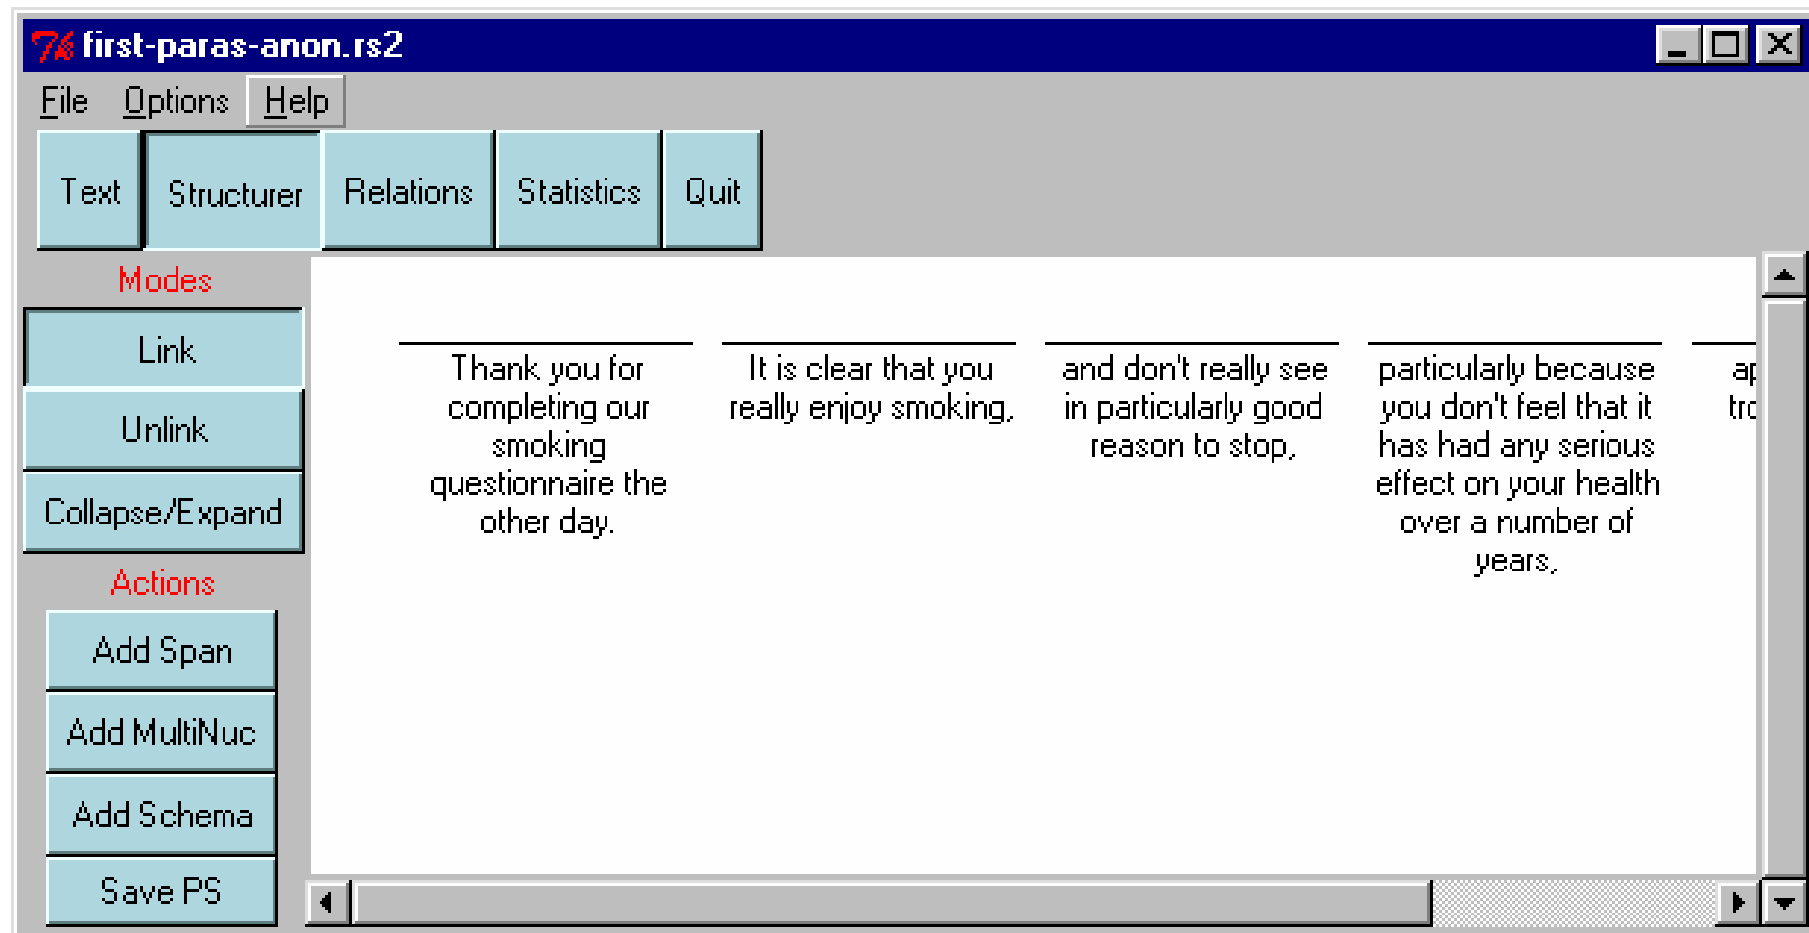 7k first-paras-anon.rs2
File Options Help
Text Structurer Relations Statistics Quit
Modes
Link
Unlink
Collapse/Expand
Actions
Add Span
Add MultiNuc
Add Schema
Save PS
Thank you for
completing our
smoking
questionnaire the
other day.
It is clear that you
really enjoy smoking,
and don't really see
in particularly good
reason to stop,
particularly because
you don't feel that it
has had any serious
effect on your health
over a number of
years,